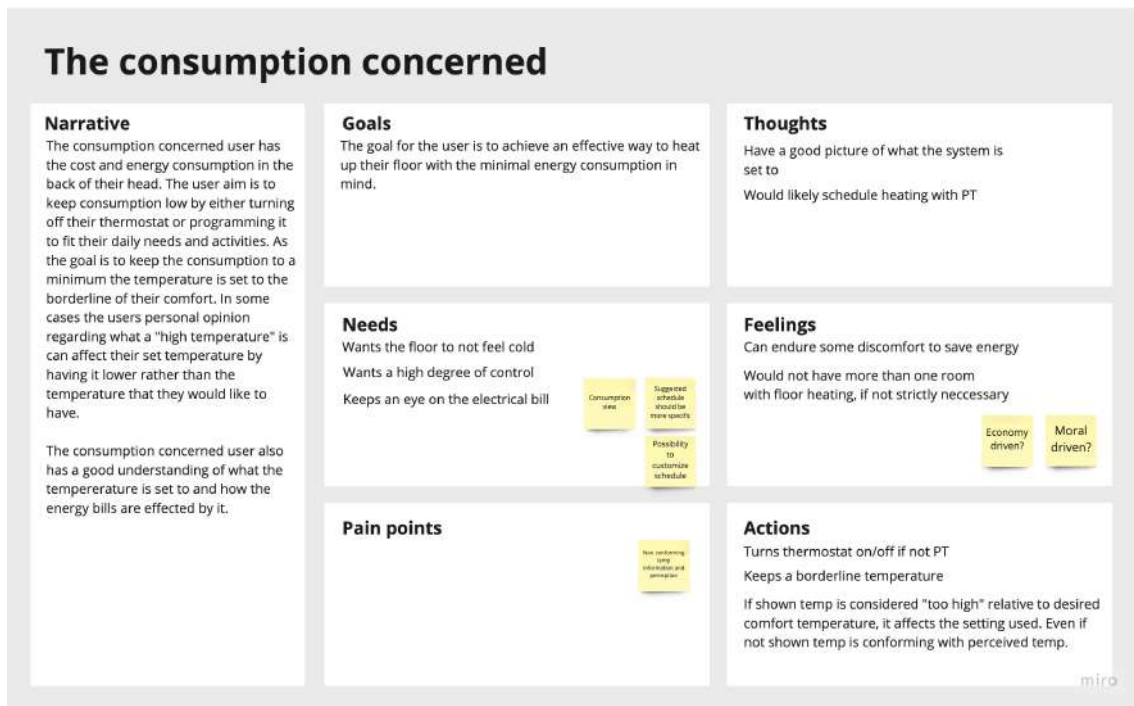 The consumption concerned
Narrative
The consumption concerned user has
the cost and energy consumption in the
back of their head. The user aim is to
keep consumption low by either turning
off their thermostat or programming it
to fit their daily needs and activities. As
the goal is to keep the consumption to a
minimum the temperature is set to the
borderline of their comfort. In some
cases the users personal opinion
regarding what a "high temperature" is
can affect their set temperature by
having it lower rather than the
temperature that they would like to
have.
The consumption concerned user also
has a good understanding of what the
tempererature is set to and how the
energy bills are effected by it.
Goals
The goal for the user is to achieve an effective way to heat
up their floor with the minimal energy consumption in
mind.
Thoughts
Have a good picture of what the system is
set to
Would likely schedule heating with PT
Needs
Wants the floor to not feel cold
Wants a high degree of control
Keeps an eye on the electrical bill
Consumption
view
Suggested
schedule
should be
more specific
Possibility
to
customize
schedule
Feelings
Can endure some discomfort to save energy
Would not have more than one room
with floor heating, if not strictly neccessary
Economy
driven?
Moral
driven?
Pain points
information and
perception
Actions
Turns thermostat on/off if not PT
Keeps a borderline temperature
If shown temp is considered "too high" relative to desired
comfort temperature, it affects the setting used. Even if
not shown temp is conforming with perceived temp.
miro